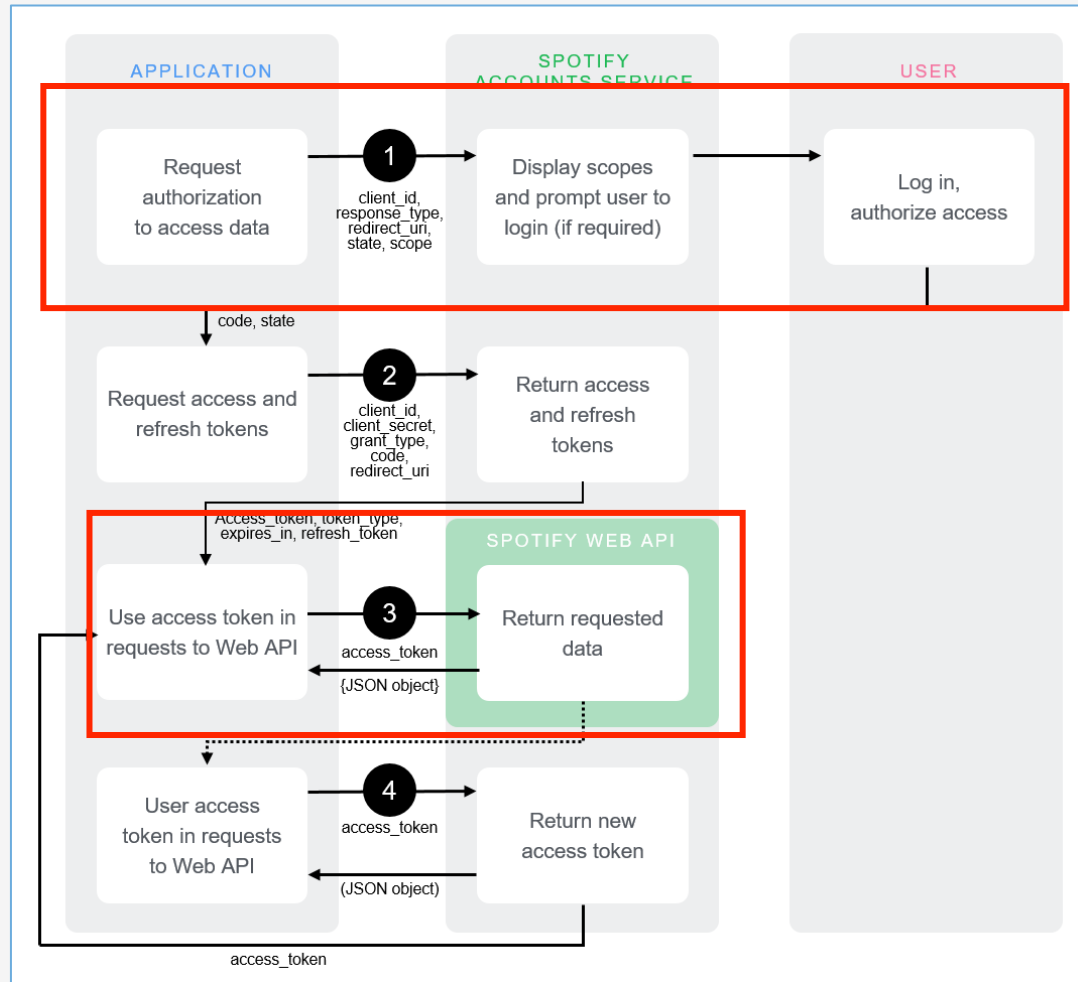 APPLICATION
SPOTIFY
ACCOUNTS SERVICE
USER
Request
authorization
to access data
1
client_id,
response_type,
redirect_uri,
state, scope
Display scopes
and prompt user to
login (if required)
Log in,
authorize access
code, state
Request access and
refresh tokens
2
client_id,
client_secret,
grant_type,
code,
redirect_uri
Return access
and refresh
tokens
Access_token, token_type,
expires_in, refresh_token
SPOTIFY WEB API
Use access token in
requests to Web API
3
access_token
{JSON object}
Return requested
data
User access
token in requests
to Web API
4
access_token
(JSON object)
Return new
access token
access_token